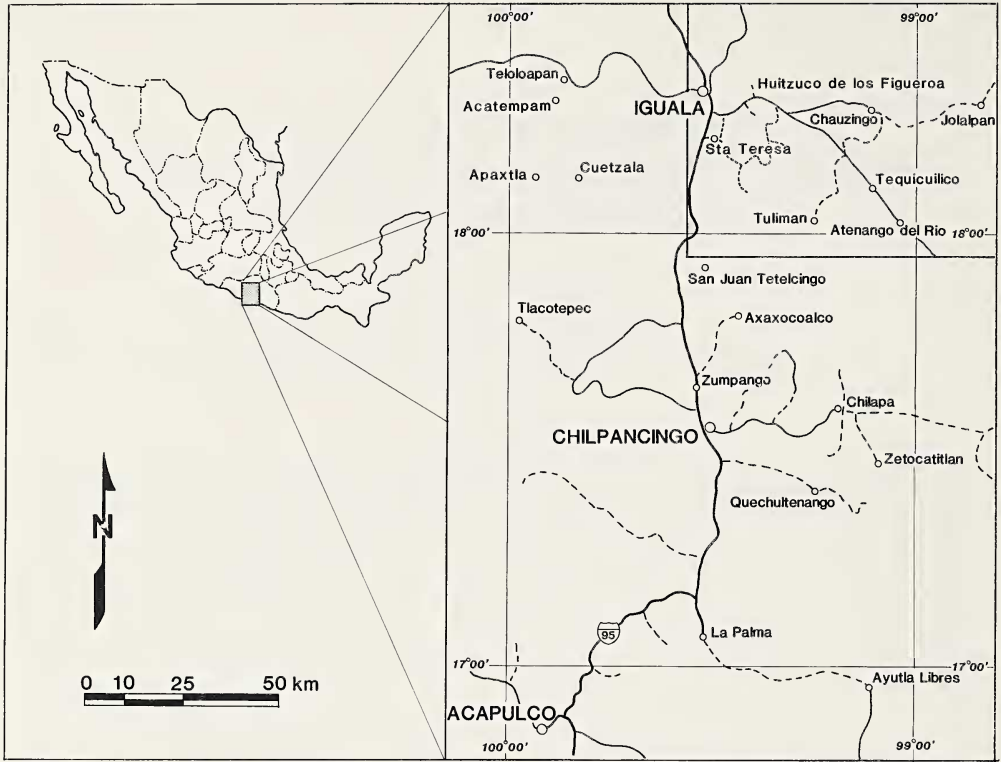 100°00'
99°00'
Teloloapan
Huitzuco de los Figueroa
Acatempam
IGUALA
Chauzingo
Jolalpan
Sta Teresa
Apaxtla
Cuetzala
Tequicuilico
Tuliman
Atenango del Rio
18°00'
18°00'
San Juan Tetelcingo
Tlacotepec
Axaxocoalco
Zumpango
Chilapa
CHILPANCINGO
Zetocatitlan
Quechultenango
N
95
La Palma
17°00'
17°00'
Ayutla Libres
0 10 25 50 km
ACAPULCO
100°00'
99°00'